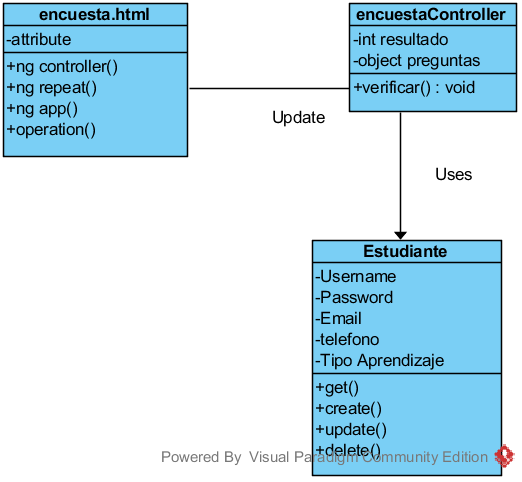 encuesta.html
-attribute
+ng controller()
+ng repeat()
+ng app()
+operation()
encuestaController
-int resultado
-object preguntas
+verificar() : void
Update
Uses
Estudiante
-Username
-Password
-Email
-telefono
-Tipo Aprendizaje
+get()
+create()
+update()
+delete()
Powered By Visual Paradigm Community Edition